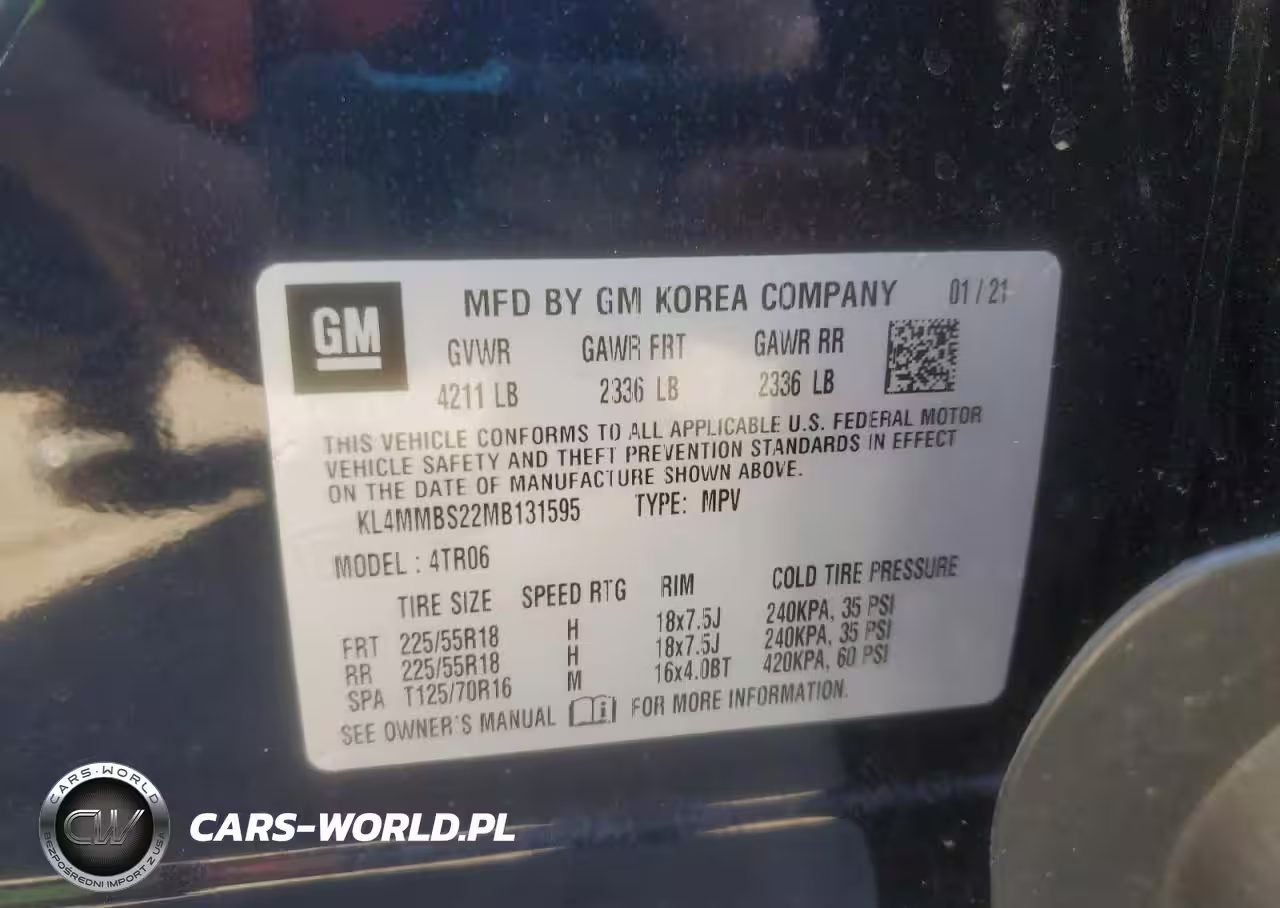 GM
MFD BY GM KOREA COMPANY 01 / 21
GVWR GAWR FRT GAWR RR
4211 LB 2336 LB 2336 LB
THIS VEHICLE CONFORMS TO ALL APPLICABLE U.S. FEDERAL MOTOR
VEHICLE SAFETY AND THEFT PREVENTION STANDARDS IN EFFECT
ON THE DATE OF MANUFACTURE SHOWN ABOVE.
KL4MMBS22MB131595 TYPE: MPV
MODEL : 4TR06
TIRE SIZE SPEED RTG RIM COLD TIRE PRESSURE
FRT 225/55R18 H 18x7.5J 240KPA, 35 PSI
RR 225/55R18 H 18x7.5J 240KPA, 35 PSI
SPA T125/70R16 M 16x4.0BT 420KPA, 60 PSI
SEE OWNER'S MANUAL FOR MORE INFORMATION.
CARS-WORLD
CW
BEZPOŚREDNI IMPORT Z USA
CARS-WORLD.PL